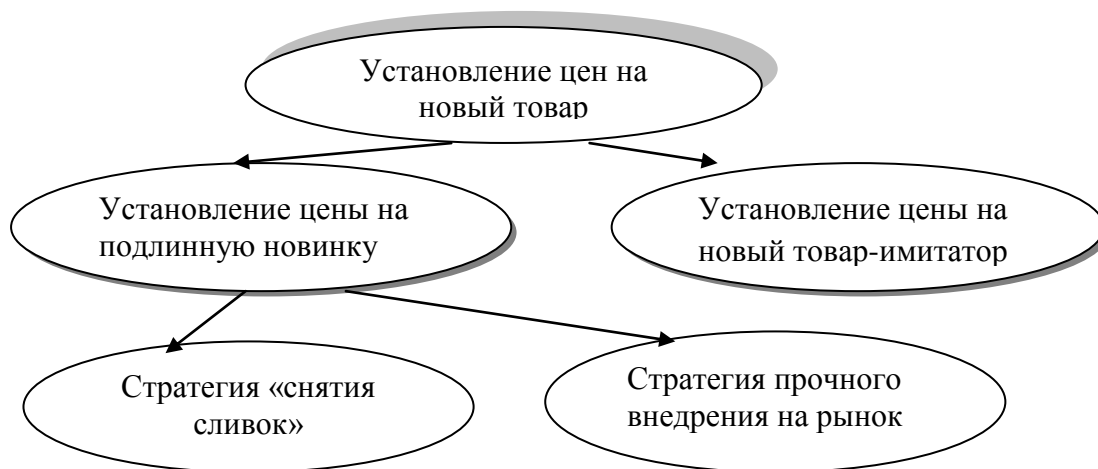 Установление цен на
новый товар
Установление цены на
подлинную новинку
Установление цены на
новый товар-имитатор
Стратегия «снятия
сливок»
Стратегия прочного
внедрения на рынок